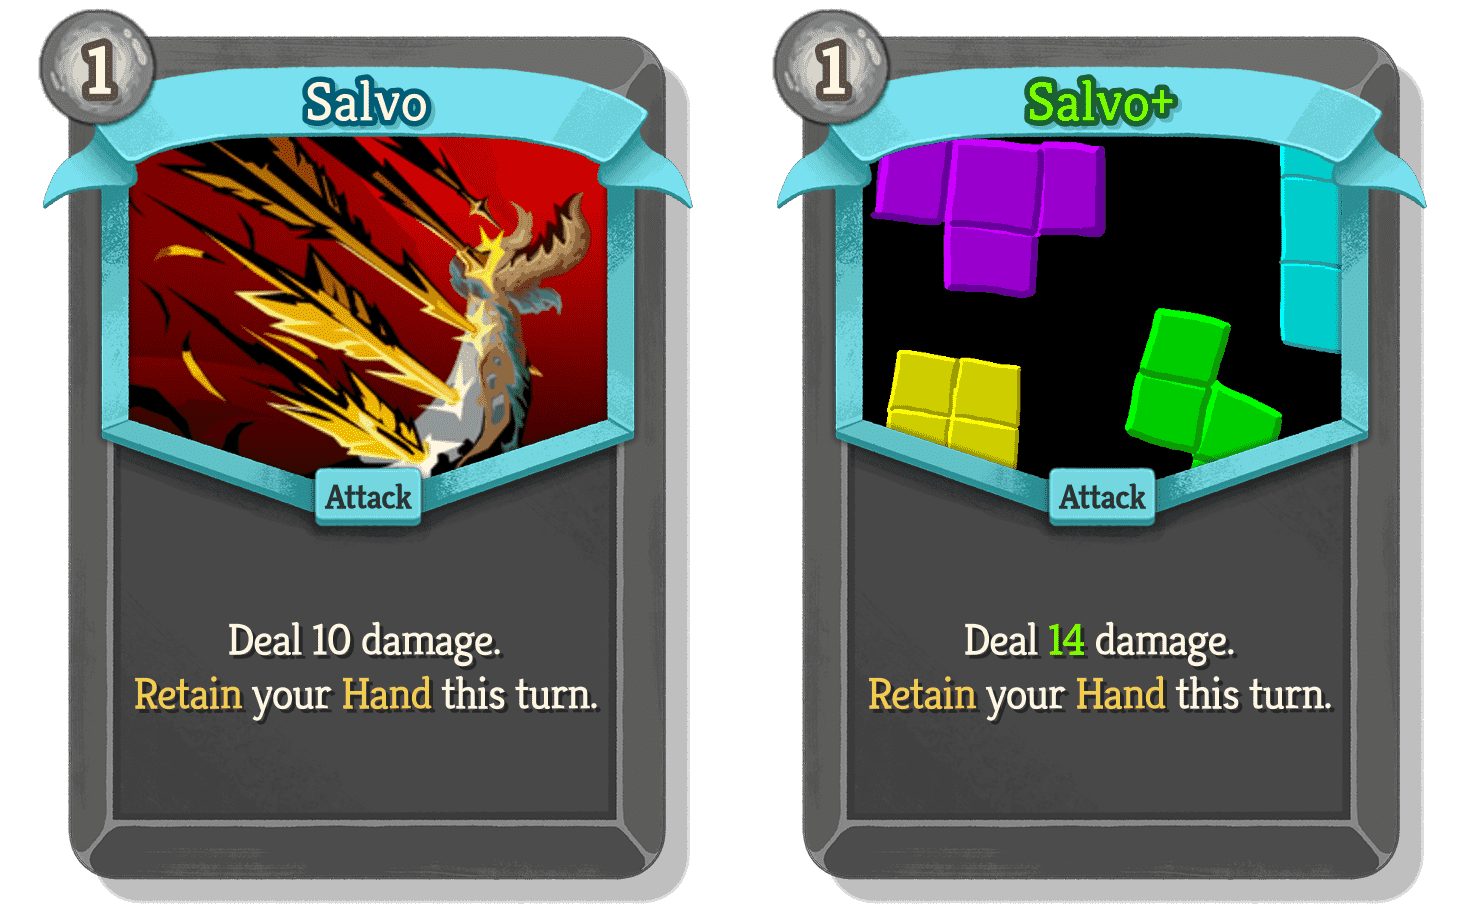 1
Salvo
Attack
Deal 10 damage.
Retain your Hand this turn.
1
Salvo+
Attack
Deal 14 damage.
Retain your Hand this turn.